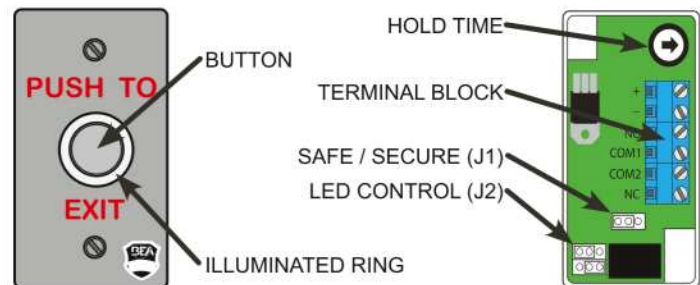 PUSH TO
EXIT
BEA
BUTTON
ILLUMINATED RING
HOLD TIME
TERMINAL BLOCK
SAFE / SECURE (J1)
LED CONTROL (J2)
+
-
NO
COM1
COM2
NC